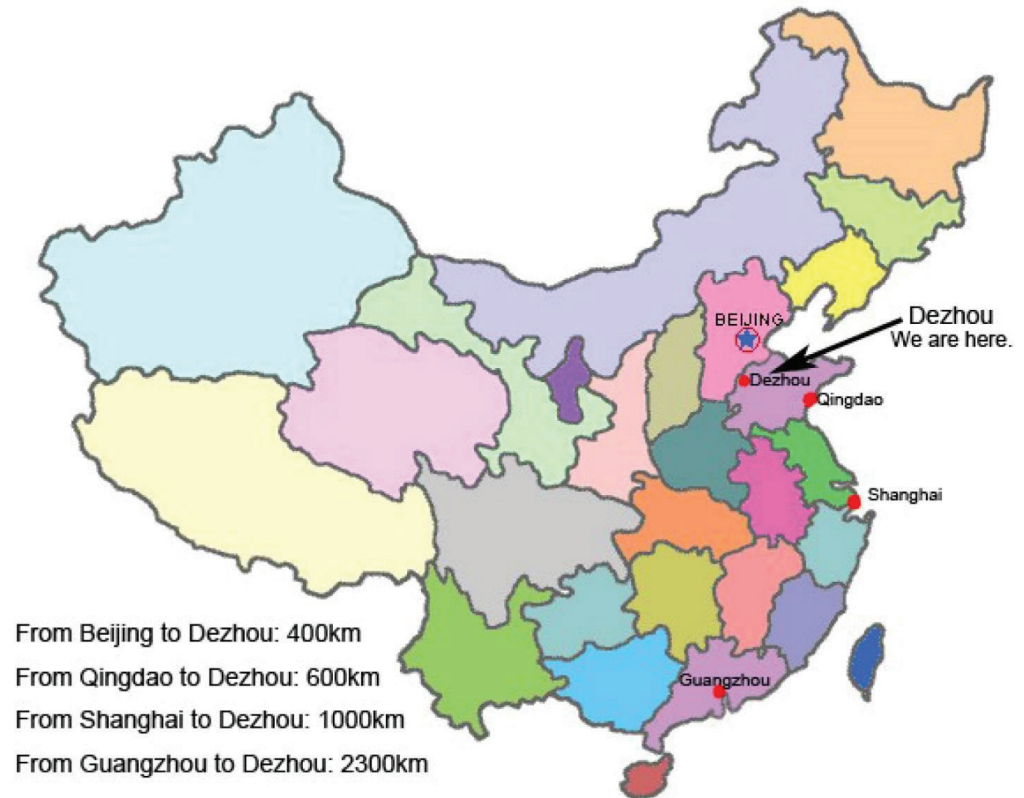 BEIJING
Dezhou
We are here.
Dezhou
Qingdao
Shanghai
Guangzhou
From Beijing to Dezhou: 400km
From Qingdao to Dezhou: 600km
From Shanghai to Dezhou: 1000km
From Guangzhou to Dezhou: 2300km